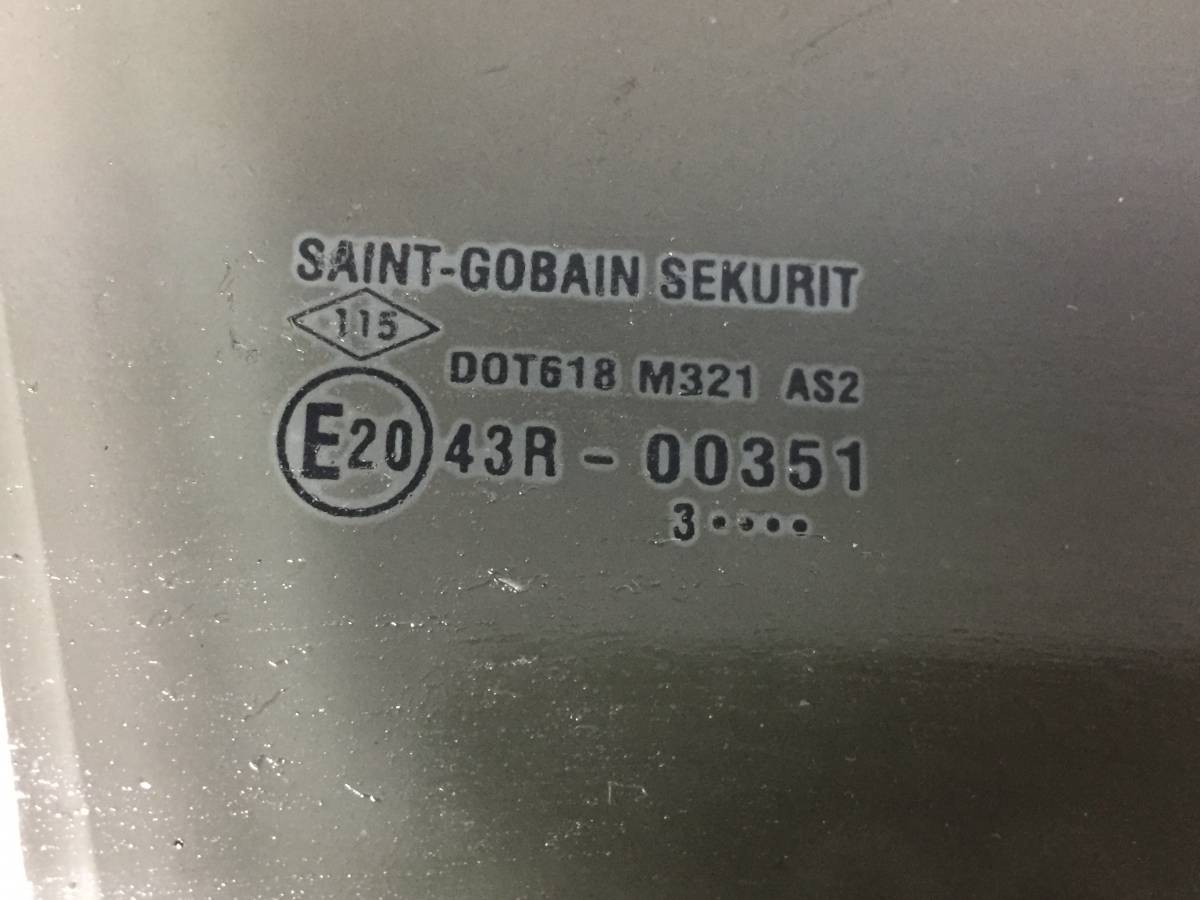 SAINT-GOBAIN SEKURIT
115
DOT618 M321 AS2
E20 43R - 00351
3 ••••